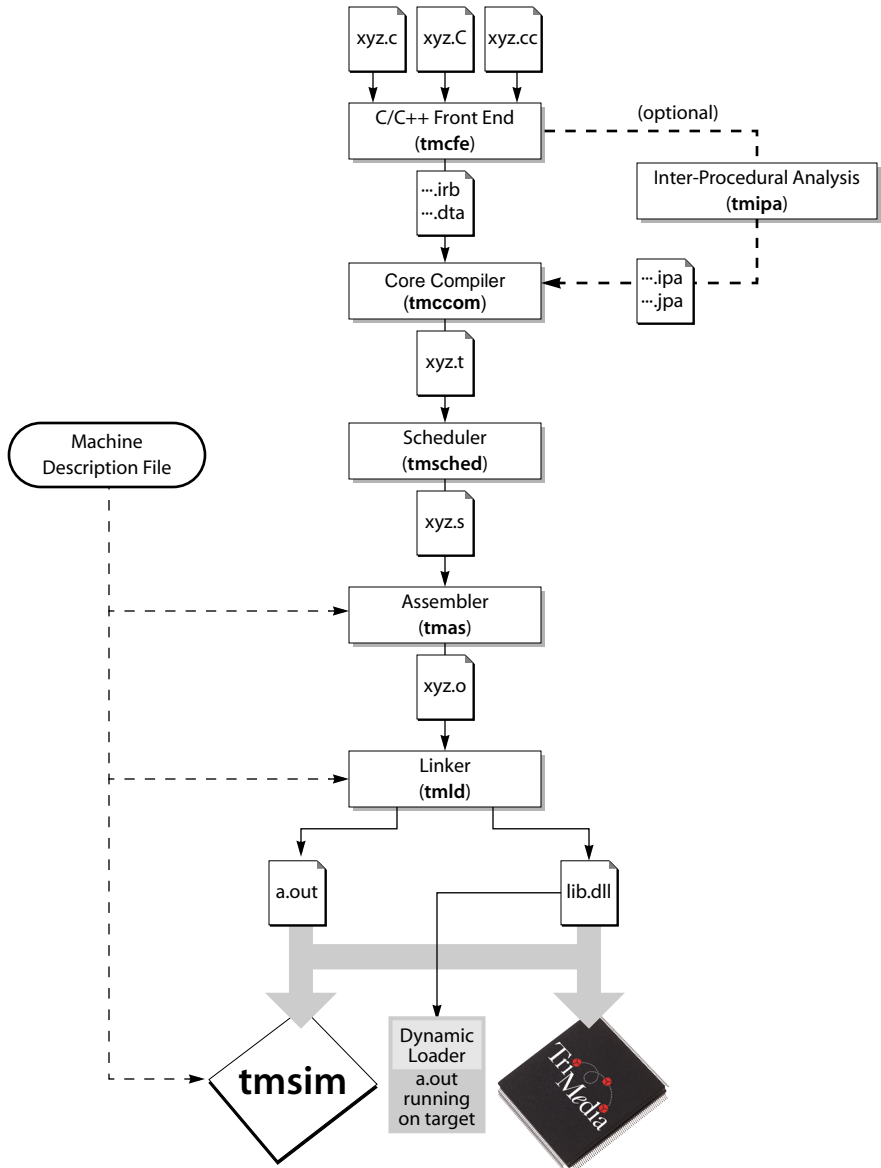 xyz.c
xyz.C
xyz.cc
C/C++ Front End
(tmcfe)
(optional)
Inter-Procedural Analysis
(tmipa)
....irb
....dta
Core Compiler
(tmccom)
....ipa
....jpa
xyz.t
Machine
Description File
Scheduler
(tmsched)
xyz.s
Assembler
(tmas)
xyz.o
Linker
(tmld)
a.out
lib.dll
tmsim
Dynamic
Loader
a.out
running
on target
TriMedia